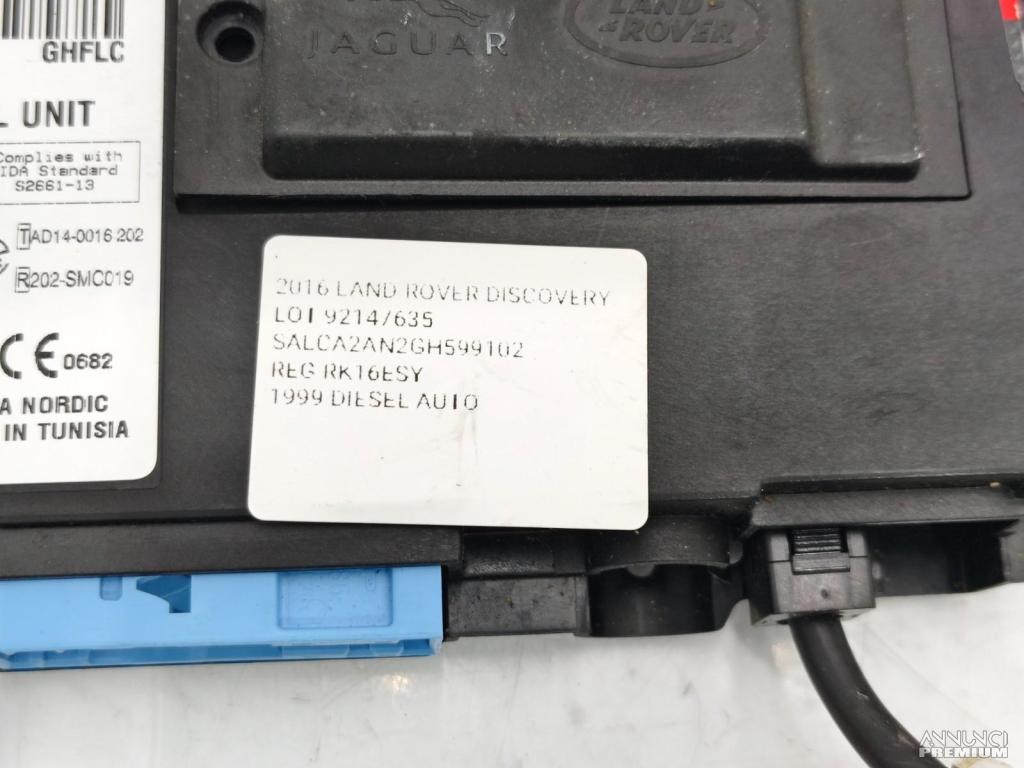 GHFLC
L UNIT
Complies with
IDA Standard
S2661-13
TAD14-0016 202
R202-SMC019
CE 0682
A NORDIC
IN TUNISIA
JAGUAR
LAND-
ROVER
2016 LAND ROVER DISCOVERY
LOT 9214/635
SALCA2AN2GH599102
REG RK16ESY
1999 DIESEL AUTO
ANNUNCI
PREMIUM